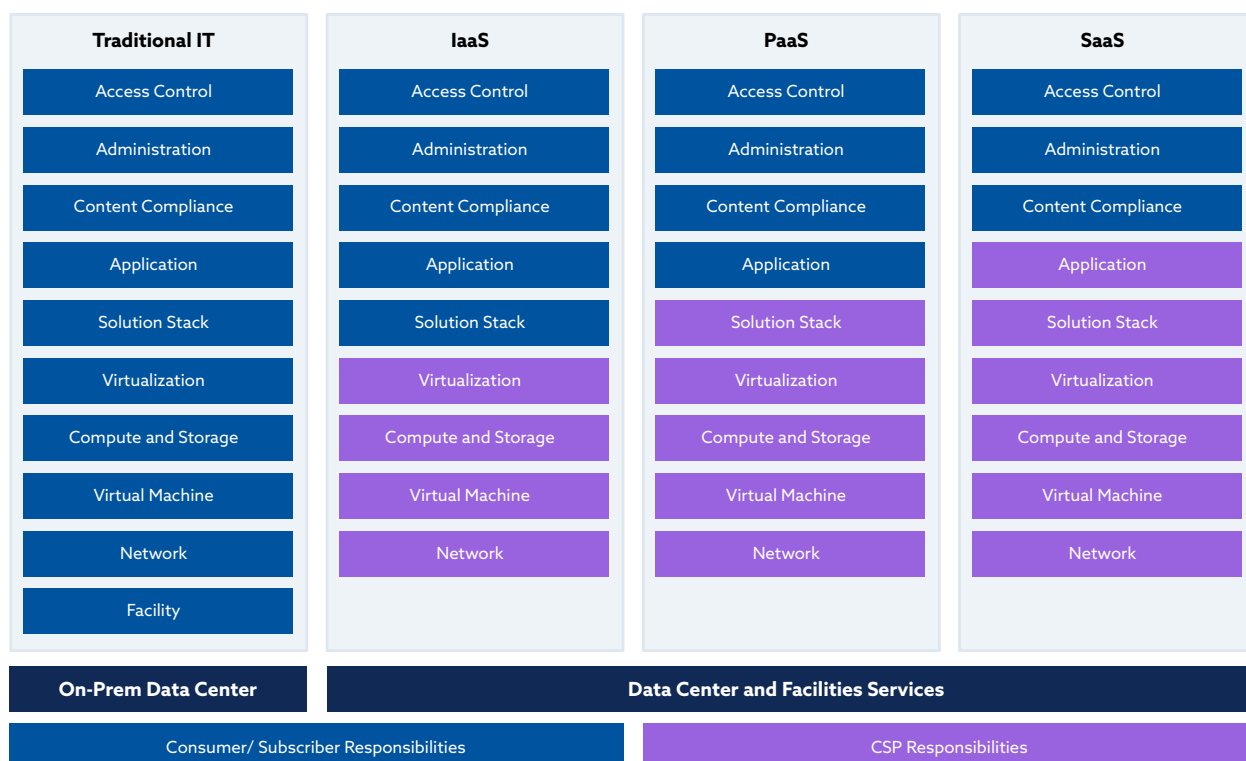 Traditional IT
Access Control
Administration
Content Compliance
Application
Solution Stack
Virtualization
Compute and Storage
Virtual Machine
Network
Facility
IaaS
Access Control
Administration
Content Compliance
Application
Solution Stack
Virtualization
Compute and Storage
Virtual Machine
Network
PaaS
Access Control
Administration
Content Compliance
Application
Solution Stack
Virtualization
Compute and Storage
Virtual Machine
Network
SaaS
Access Control
Administration
Content Compliance
Application
Solution Stack
Virtualization
Compute and Storage
Virtual Machine
Network
On-Prem Data Center
Data Center and Facilities Services
Consumer/ Subscriber Responsibilities
CSP Responsibilities